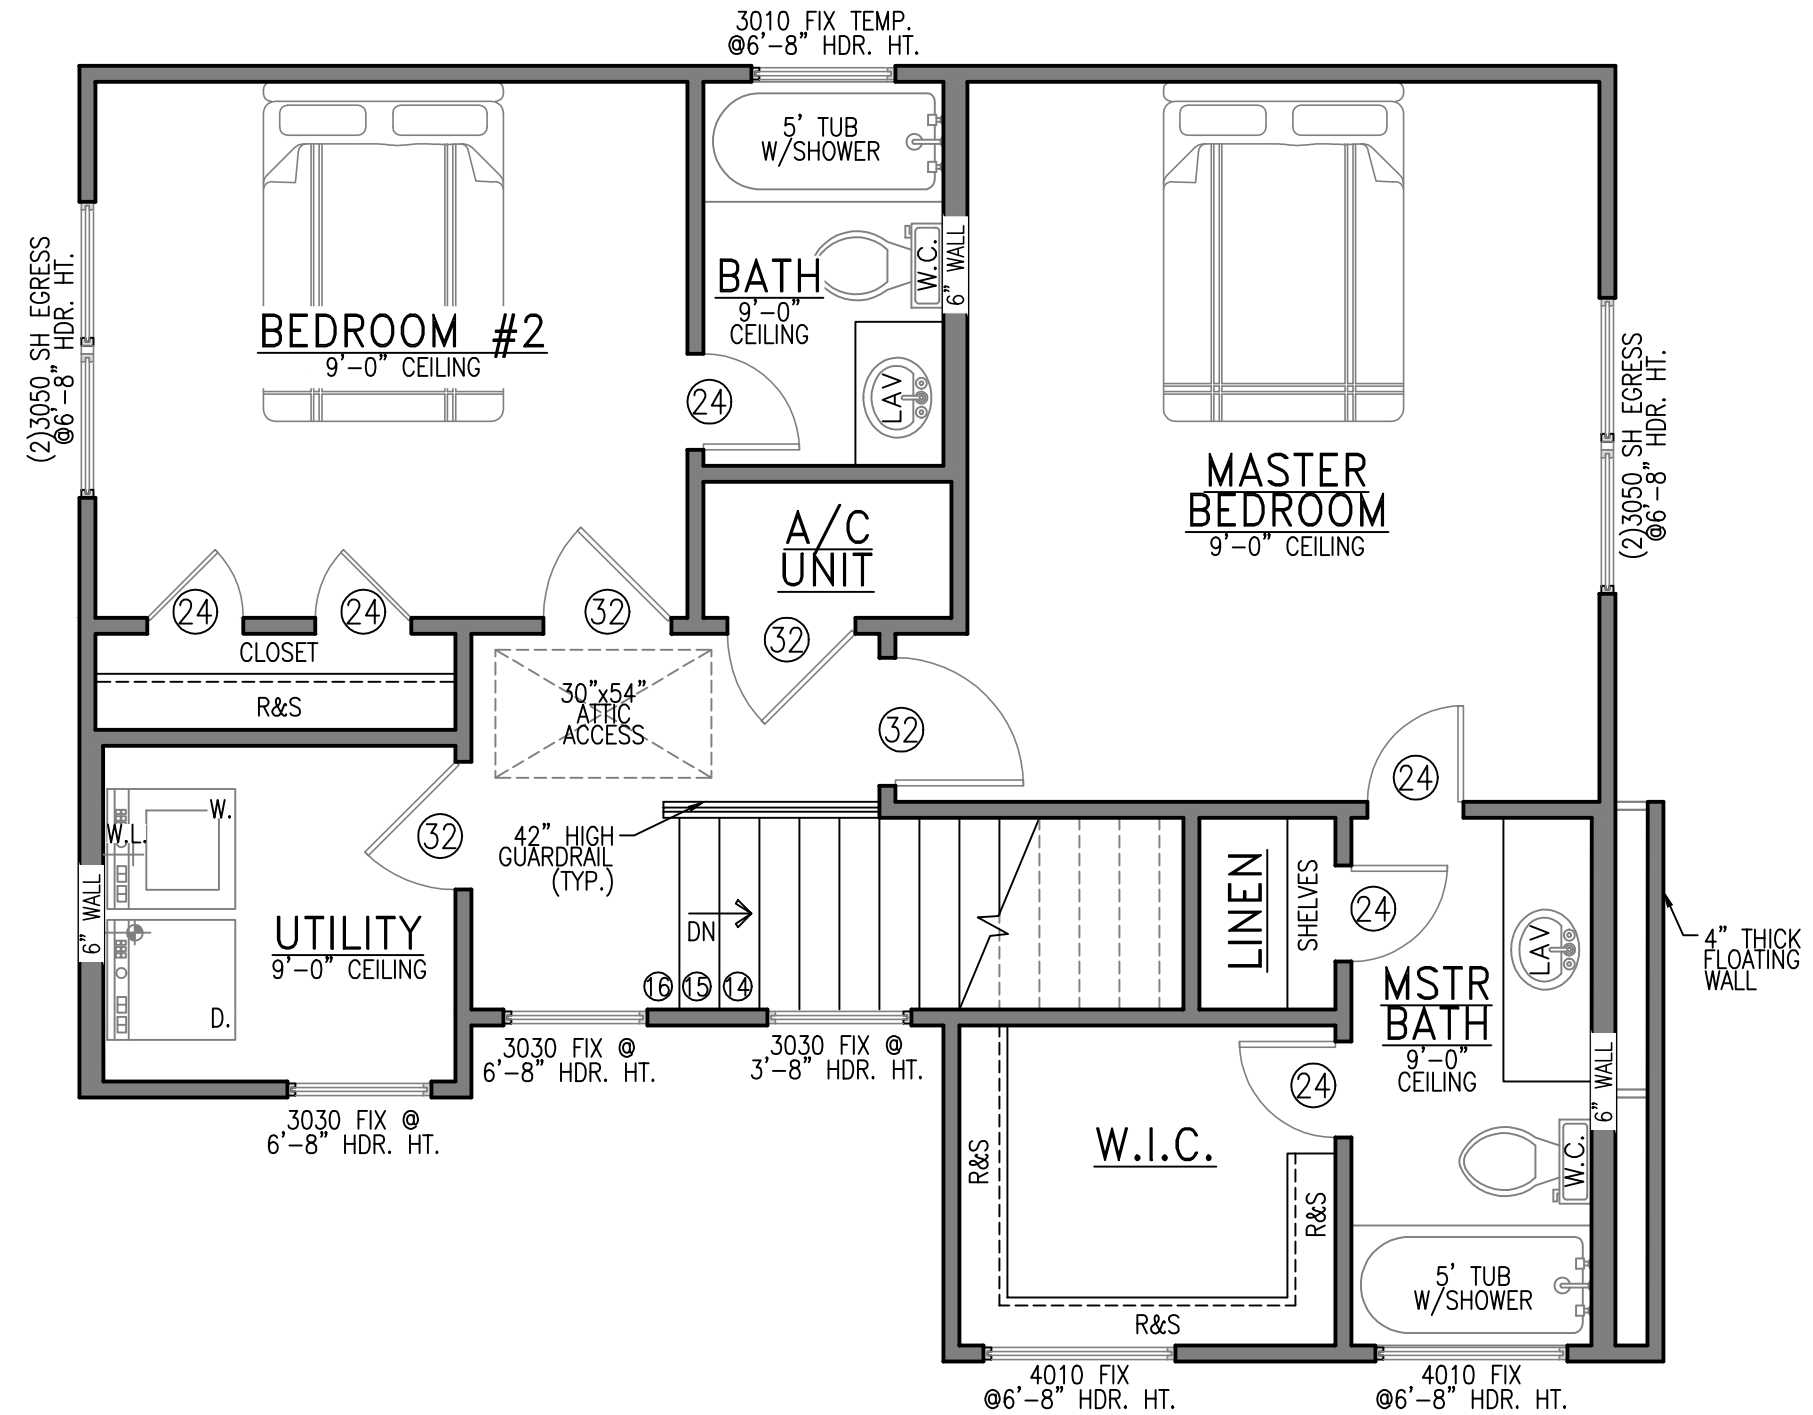 3010 FIX TEMP.
@6'-8" HDR. HT.
5' TUB
W/SHOWER
(2)3050 SH EGRESS
@6'-8" HDR. HT.
BEDROOM #2
9'-0" CEILING
BATH
9'-0"
CEILING
W.C.
6" WALL
24
LAV
MASTER
BEDROOM
9'-0" CEILING
(2)3050 SH EGRESS
@6'-8" HDR. HT.
A/C
UNIT
24
24
32
32
CLOSET
R&S
30"x54"
ATTIC
ACCESS
32
24
W.
W.L.
32
42" HIGH
GUARDRAIL
(TYP.)
6" WALL
UTILITY
9'-0" CEILING
D.
DN
16
15
14
LINEN
SHELVES
24
LAV
4" THICK
FLOATING
WALL
MSTR
BATH
9'-0"
CEILING
3030 FIX @
6'-8" HDR. HT.
3030 FIX @
3'-8" HDR. HT.
3030 FIX @
6'-8" HDR. HT.
24
6" WALL
W.I.C.
R&S
R&S
R&S
W.C.
5' TUB
W/SHOWER
4010 FIX
@6'-8" HDR. HT.
4010 FIX
@6'-8" HDR. HT.